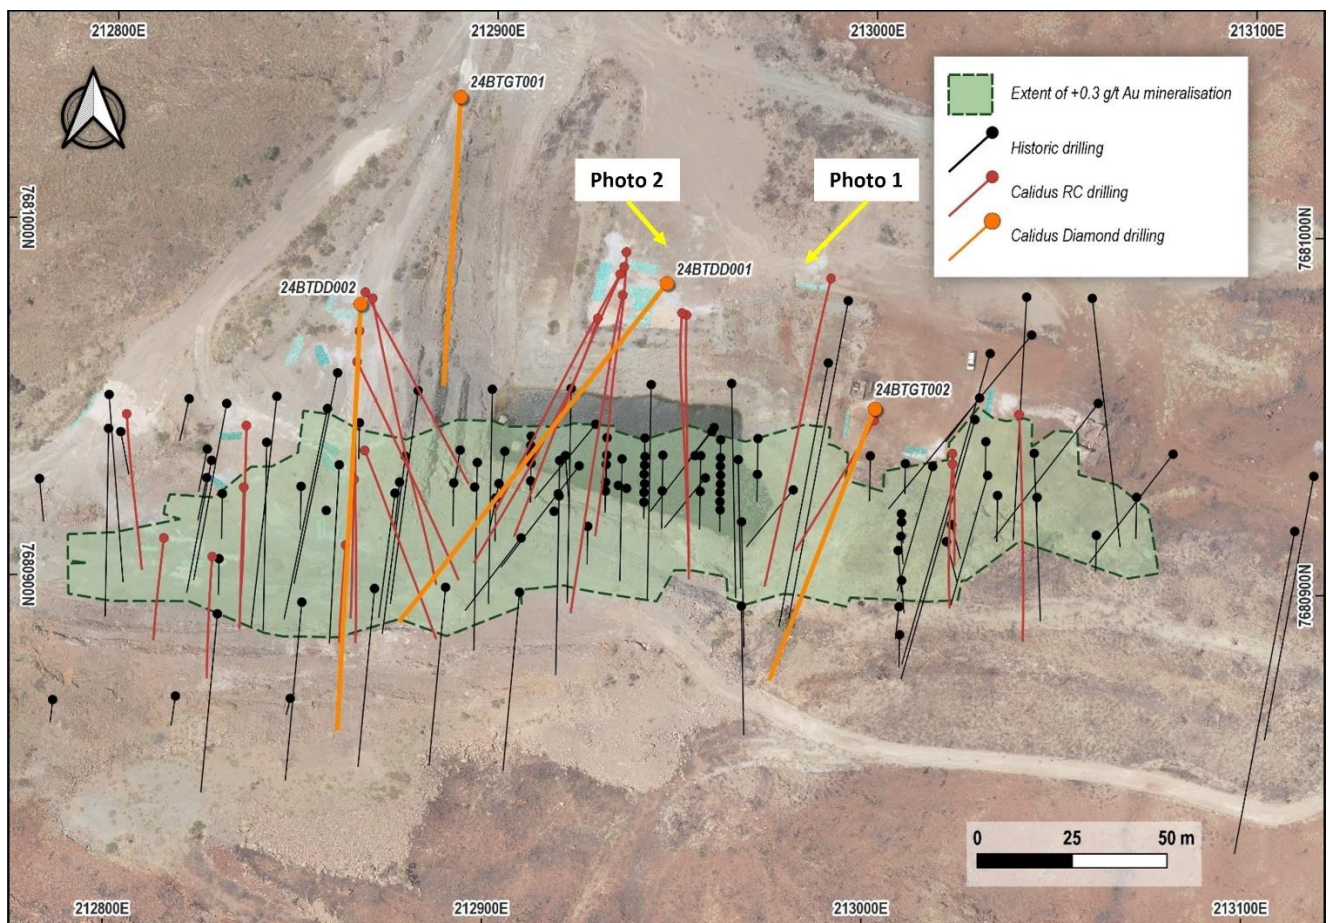 212800E
212900E
213000E
213100E
24BTGT001
Extent of +0.3 g/t Au mineralisation
Historic drilling
Calidus RC drilling
Calidus Diamond drilling
Photo 2
Photo 1
7681000N
7681000N
24BTDD001
24BTDD002
24BTGT002
7680900N
7680900N
0 25 50 m
212800E
212900E
213000E
213100E